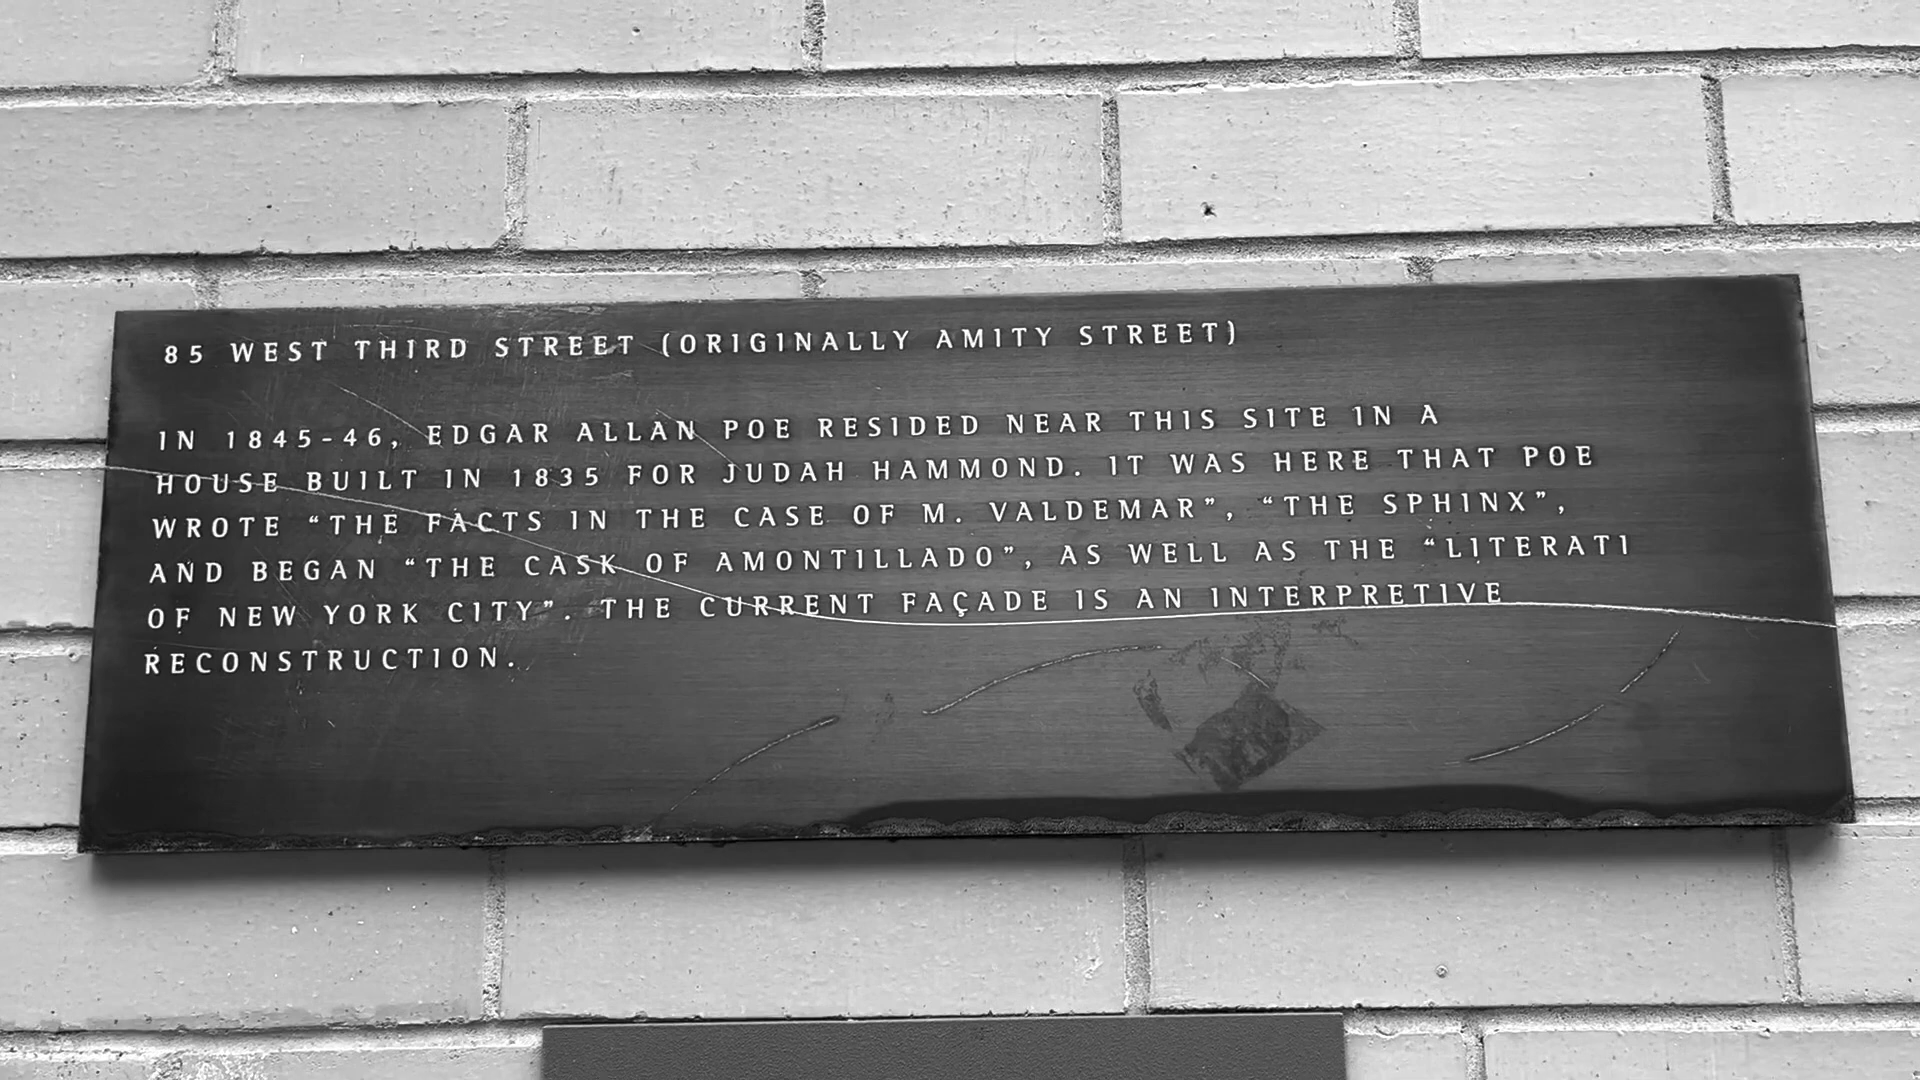 85 WEST THIRD STREET (ORIGINALLY AMITY STREET)
IN 1845-46, EDGAR ALLAN POE RESIDED NEAR THIS SITE IN A
HOUSE BUILT IN 1835 FOR JUDAH HAMMOND. IT WAS HERE THAT POE
WROTE “THE FACTS IN THE CASE OF M. VALDEMAR”, “THE SPHINX”,
AND BEGAN “THE CASK OF AMONTILLADO”, AS WELL AS THE “LITERATI
OF NEW YORK CITY”. THE CURRENT FAÇADE IS AN INTERPRETIVE
RECONSTRUCTION.